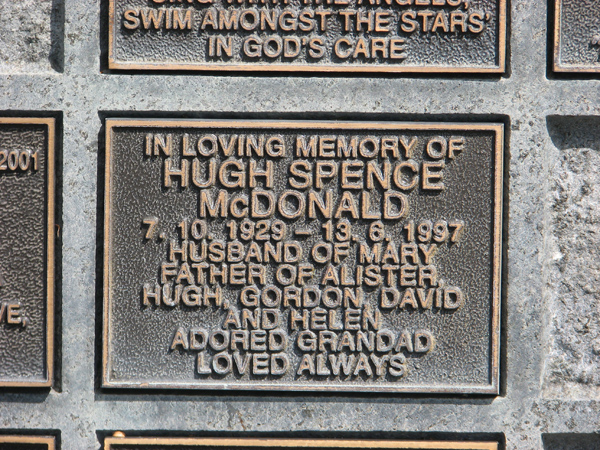 SWIM AMONGST THE STARS'
IN GOD'S CARE
2001
IN LOVING MEMORY OF
HUGH SPENCE
McDONALD
7. 10. 1929 – 13. 6. 1997
HUSBAND OF MARY
FATHER OF ALISTER,
HUGH, GORDON, DAVID
AND HELEN
ADORED GRANDAD
LOVED ALWAYS